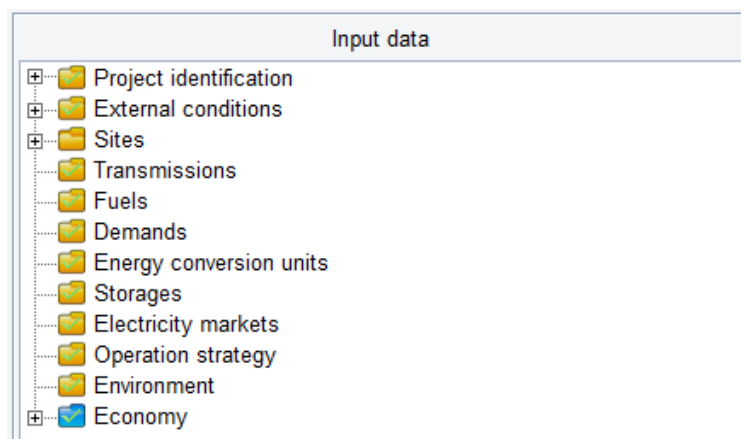 Input data
Project identification
External conditions
Sites
Transmissions
Fuels
Demands
Energy conversion units
Storages
Electricity markets
Operation strategy
Environment
Economy